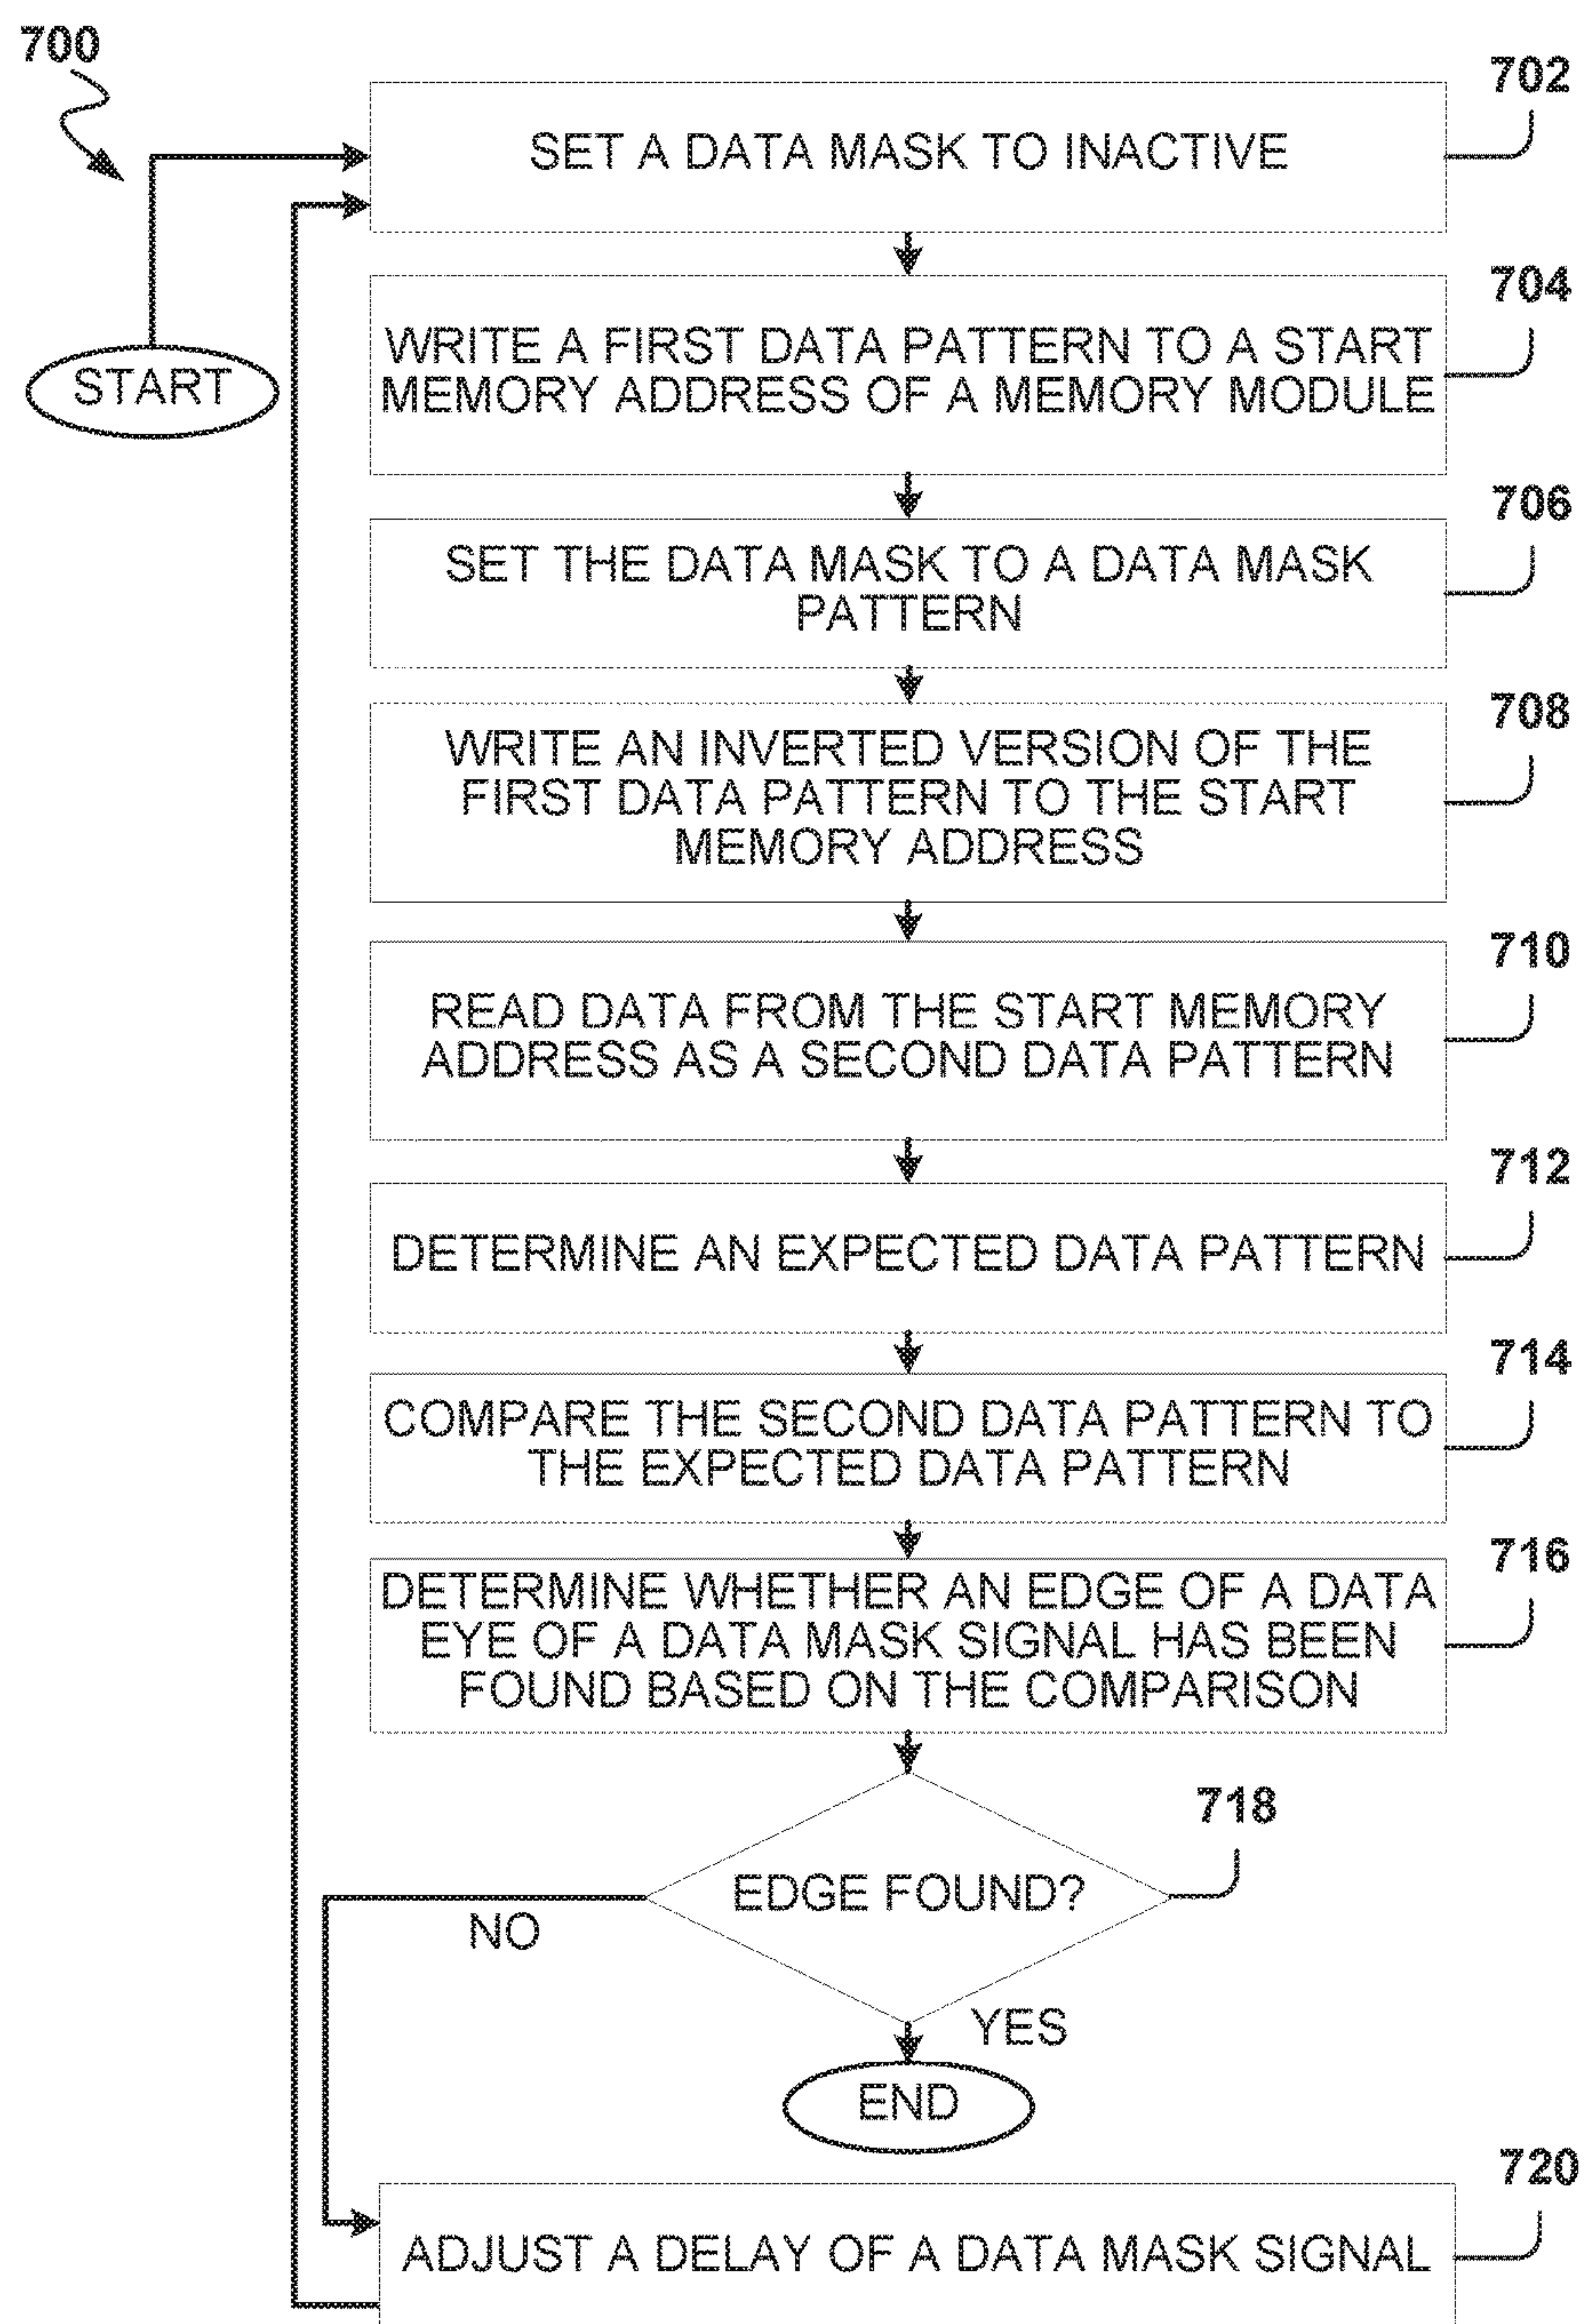 700
702
SET A DATA MASK TO INACTIVE
704
WRITE A FIRST DATA PATTERN TO A START
MEMORY ADDRESS OF A MEMORY MODULE
START
706
SET THE DATA MASK TO A DATA MASK
PATTERN
708
WRITE AN INVERTED VERSION OF THE
FIRST DATA PATTERN TO THE START
MEMORY ADDRESS
710
READ DATA FROM THE START MEMORY
ADDRESS AS A SECOND DATA PATTERN
712
DETERMINE AN EXPECTED DATA PATTERN
714
COMPARE THE SECOND DATA PATTERN TO
THE EXPECTED DATA PATTERN
716
DETERMINE WHETHER AN EDGE OF A DATA
EYE OF A DATA MASK SIGNAL HAS BEEN
FOUND BASED ON THE COMPARISON
718
EDGE FOUND?
NO
YES
END
720
ADJUST A DELAY OF A DATA MASK SIGNAL